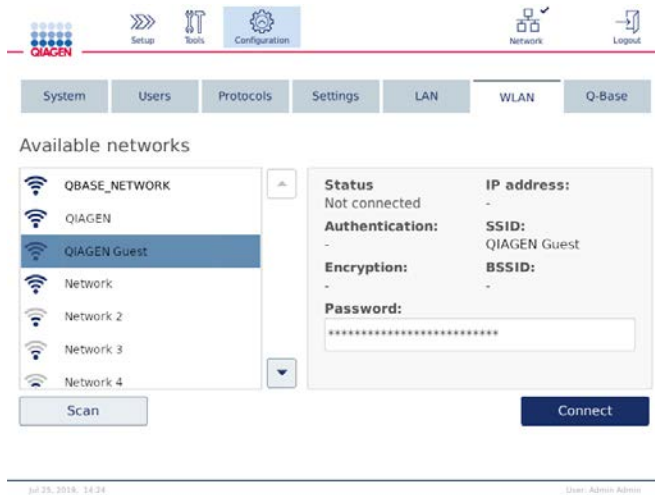 QIAGEN
Setup
Tools
Configuration
Network
Logout
System Users Protocols Settings LAN WLAN Q-Base
Available networks
QBASE_NETWORK
QIAGEN
QIAGEN Guest
Network
Network 2
Network 3
Network 4
Status
Not connected
IP address:
-
Authentication:
-
SSID:
QIAGEN Guest
Encryption:
-
BSSID:
-
Password:
**************************
Scan
Connect
Jul 25, 2019, 14:24
User: Admin Admin